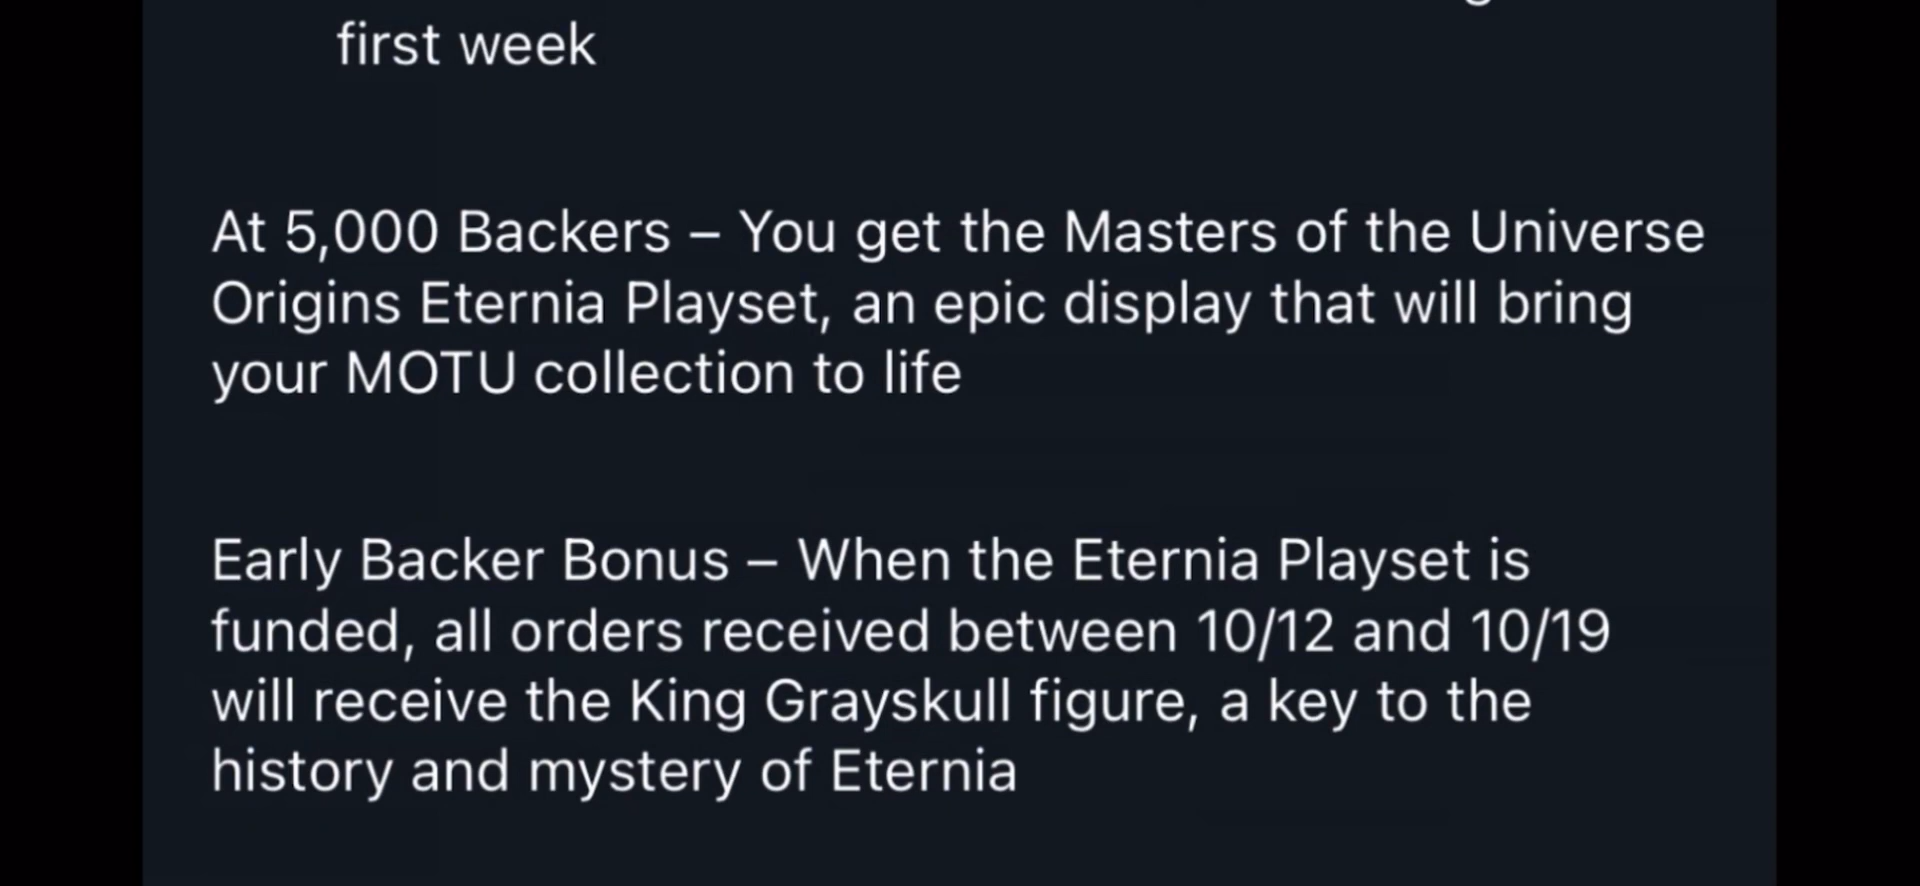 first week
At 5,000 Backers – You get the Masters of the Universe
Origins Eternia Playset, an epic display that will bring
your MOTU collection to life
Early Backer Bonus – When the Eternia Playset is
funded, all orders received between 10/12 and 10/19
will receive the King Grayskull figure, a key to the
history and mystery of Eternia